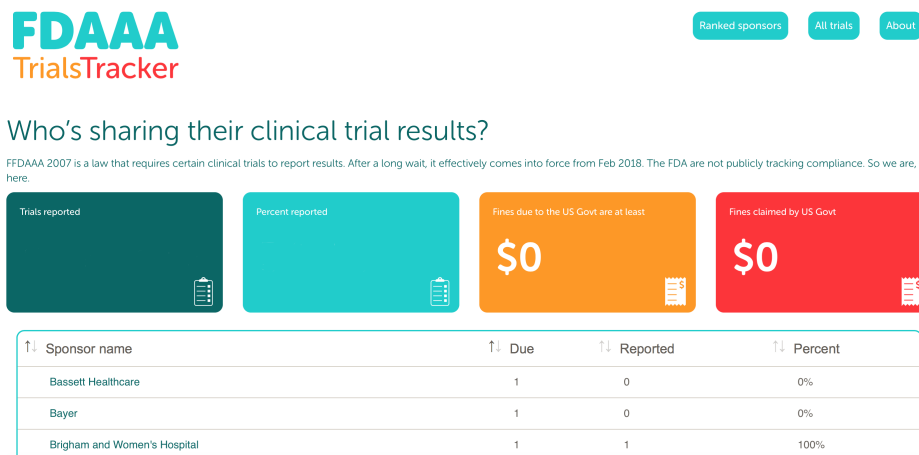 FDAAA
TrialsTracker
Ranked sponsors All trials About
Who's sharing their clinical trial results?
FFDAAA 2007 is a law that requires certain clinical trials to report results. After a long wait, it effectively comes into force from Feb 2018. The FDA are not publicly tracking compliance. So we are,
here.
Trials reported Percent reported Fines due to the US Govt are at least Fines claimed by US Govt
$0 $0
Sponsor name Due Reported Percent
Bassett Healthcare 1 0 0%
Bayer 1 0 0%
Brigham and Women's Hospital 1 1 100%